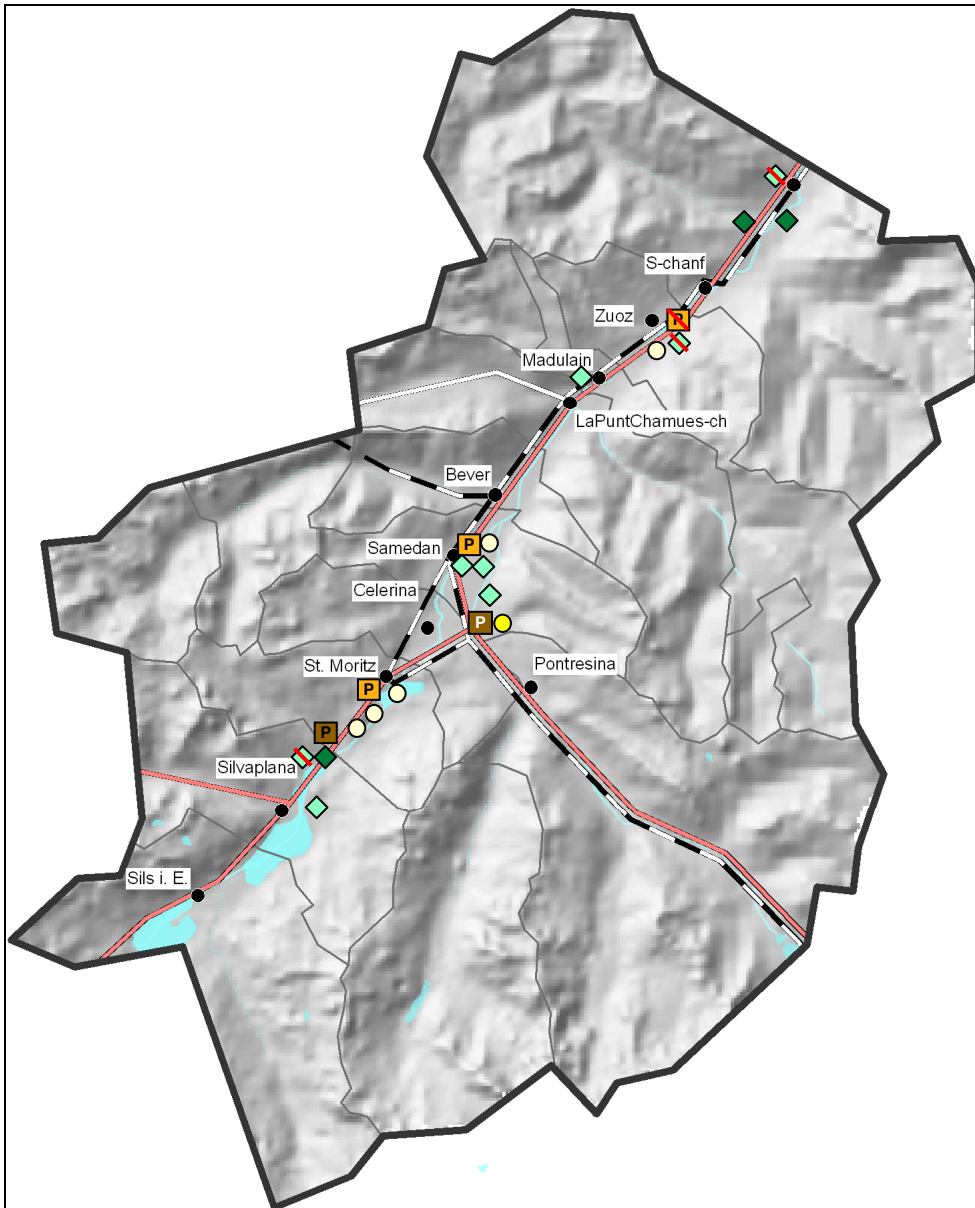 S-chanf
Zuoz
P
Madulain
LaPuntChamues-ch
Bever
Samedan
P
Celerina
P
St. Moritz
Pontresina
P
P
Silvaplana
Sils i. E.